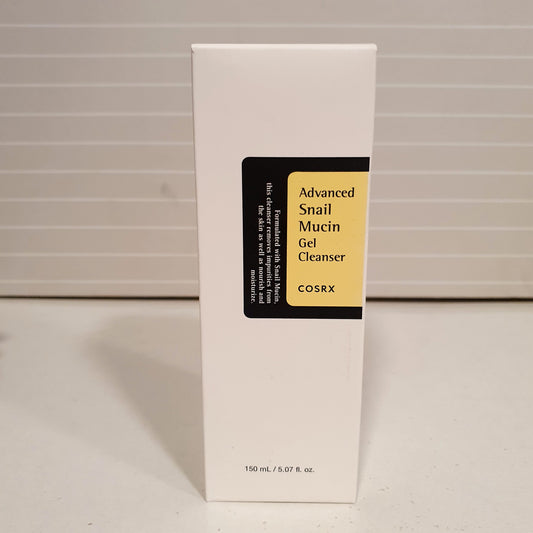 Advanced
Snail
Mucin
Gel
Cleanser
COSRX
Formulated with Snail Mucin,
this cleanser removes impurities from
the skin as well as nourish and
moisturize.
150 mL / 5.07 fl. oz.